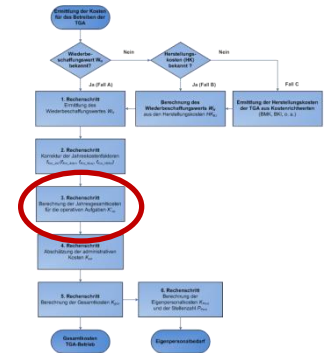 Ermittlung der Kosten
für das Betreiben der
TGA
Wiederbe-
schaffungswert
bekannt?
Nein
Herstellungs-
kosten (HK)
bekannt ?
Nein
Ja (Fall A)
Ja (Fall B)
Fall C
1. Rechenschritt
Ermittlung des
Wiederbeschaffungswertes
Berechnung des
Wiederbeschaffungswertes
aus den Herstellungskosten
Ermittlung der Herstellungskosten
der TGA aus Kostenrichtwerten
(BMK, BKI, o. a.)
2. Rechenschritt
Korrektur der Jahreskostenfaktoren
3. Rechenschritt
Berechnung der Jahresgesamtkosten
für die operativen Aufgaben
4. Rechenschritt
Abschätzung der administrativen
Kosten
5. Rechenschritt
Berechnung der Gesamtkosten
6. Rechenschritt
Berechnung der
Eigenpersonalkosten
und der Stellenzahl
Gesamtkosten
TGA-Betrieb
Eigenpersonalbedarf